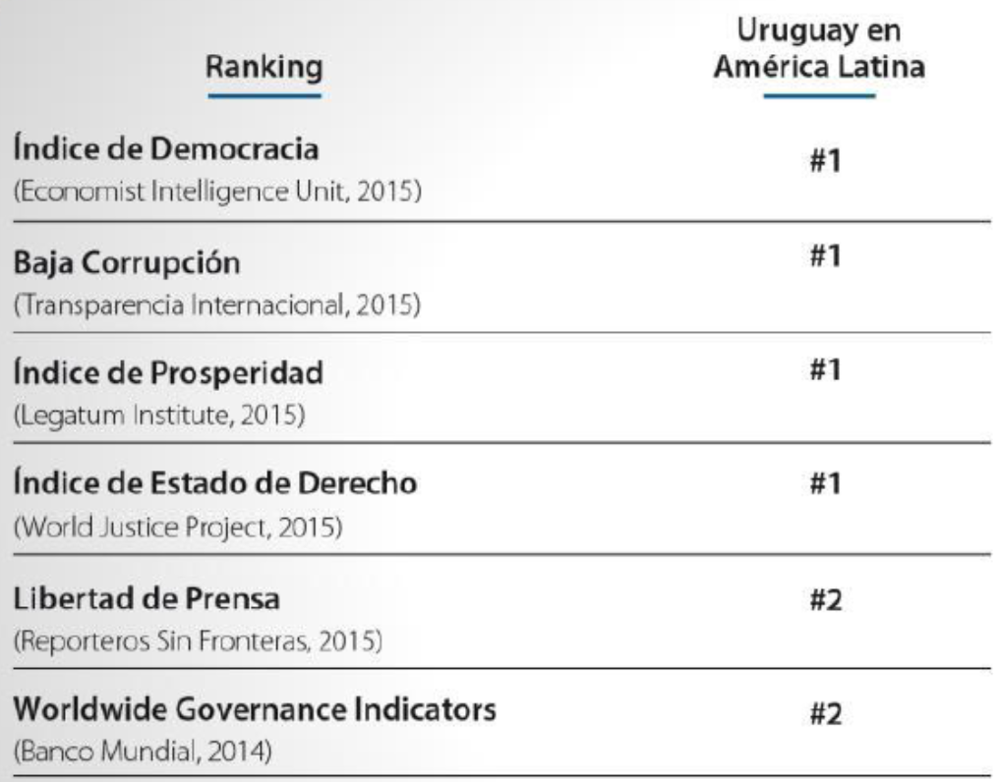 Ranking
Uruguay en
América Latina
Índice de Democracia
(Economist Intelligence Unit, 2015)
#1
Baja Corrupción
(Transparencia Internacional, 2015)
#1
Índice de Prosperidad
(Legatum Institute, 2015)
#1
Índice de Estado de Derecho
(World Justice Project, 2015)
#1
Libertad de Prensa
(Reporteros Sin Fronteras, 2015)
#2
Worldwide Governance Indicators
(Banco Mundial, 2014)
#2